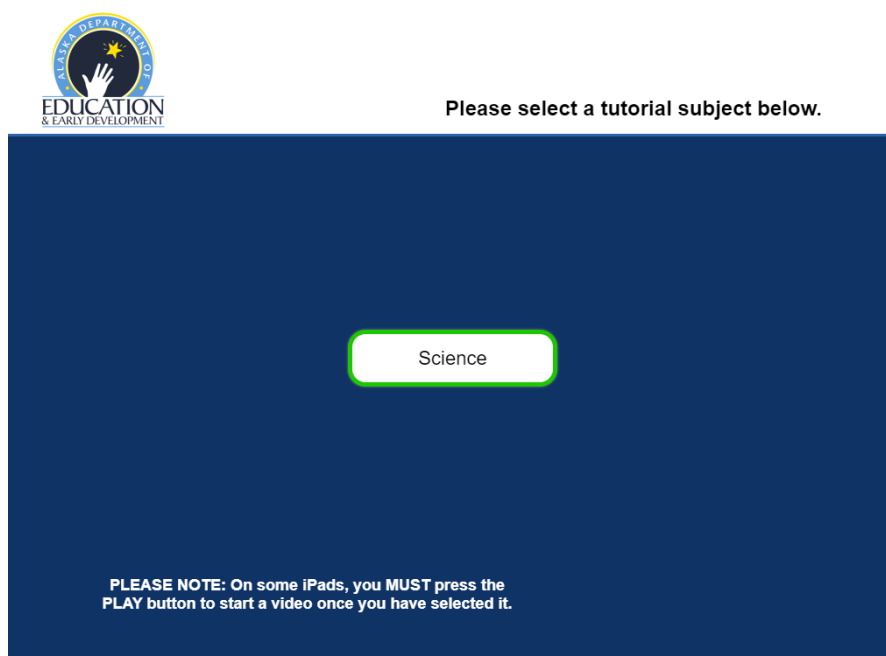 ALASKA DEPARTMENT OF
EDUCATION
& EARLY DEVELOPMENT
Please select a tutorial subject below.
Science
PLEASE NOTE: On some iPads, you MUST press the
PLAY button to start a video once you have selected it.